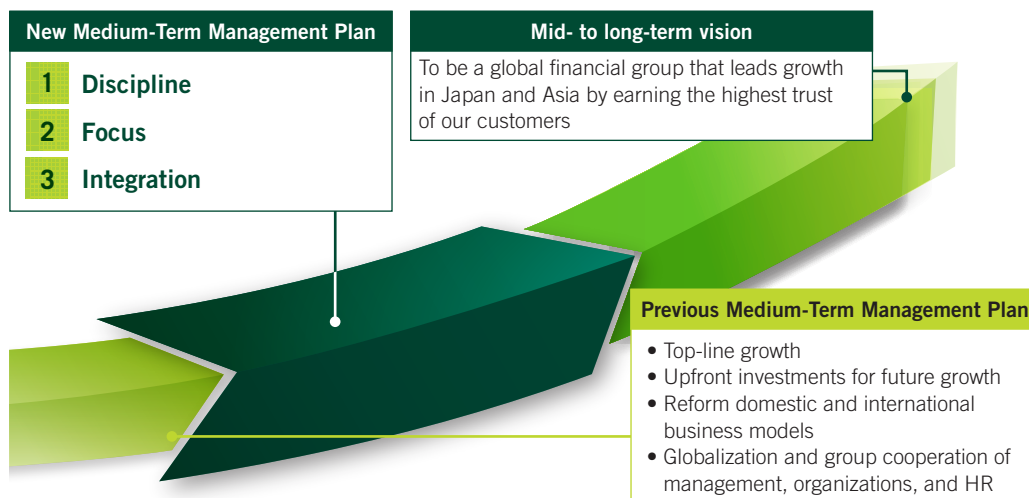 New Medium-Term Management Plan
1 Discipline
2 Focus
3 Integration
Mid- to long-term vision
To be a global financial group that leads growth
in Japan and Asia by earning the highest trust
of our customers
Previous Medium-Term Management Plan
• Top-line growth
• Upfront investments for future growth
• Reform domestic and international
business models
• Globalization and group cooperation of
management, organizations, and HR